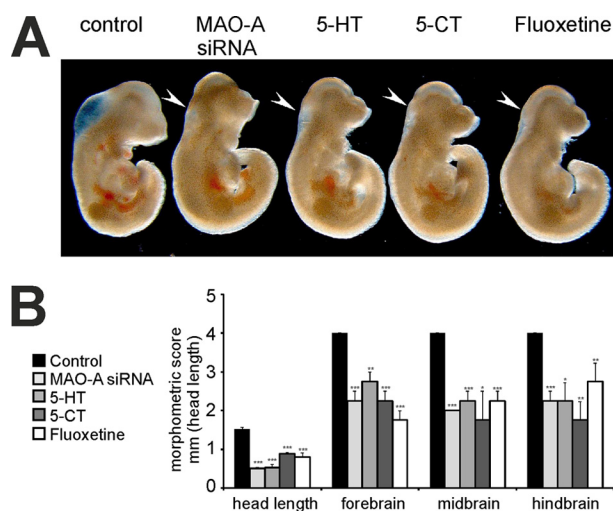 A
control MAO-A siRNA 5-HT 5-CT Fluoxetine
B
Control
MAO-A siRNA
5-HT
5-CT
Fluoxetine
morphometric score
mm (head length)
5
4
3
2
1
0
*** *** *** ***
*** ** *** ***
*** *** * ***
*** * ** **
head length forebrain midbrain hindbrain